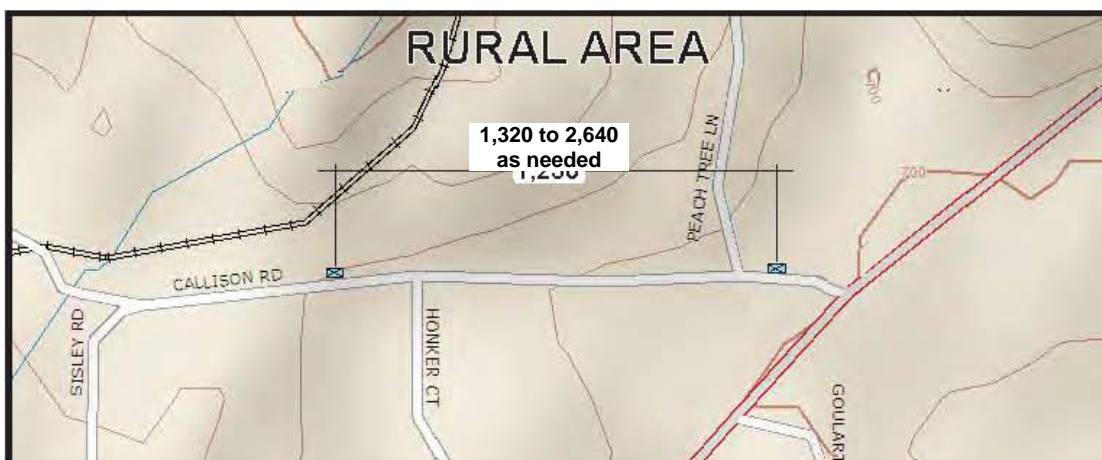 RURAL AREA
1,320 to 2,640
as needed
PEACH TREE LN
700
CALLISON RD
SISLEY RD
HONKER CT
GOULART